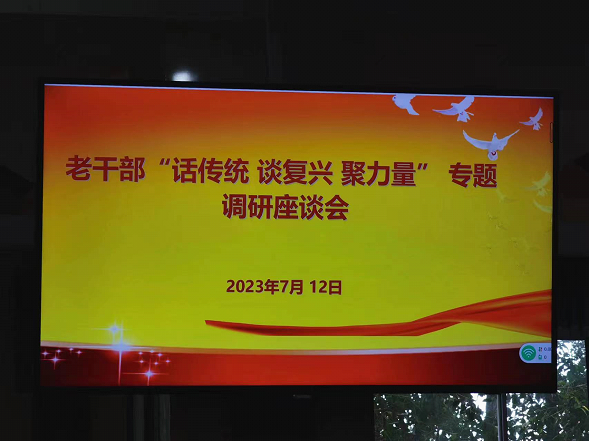 老干部“话传统 谈复兴 聚力量” 专题
调研座谈会
2023年7月12日